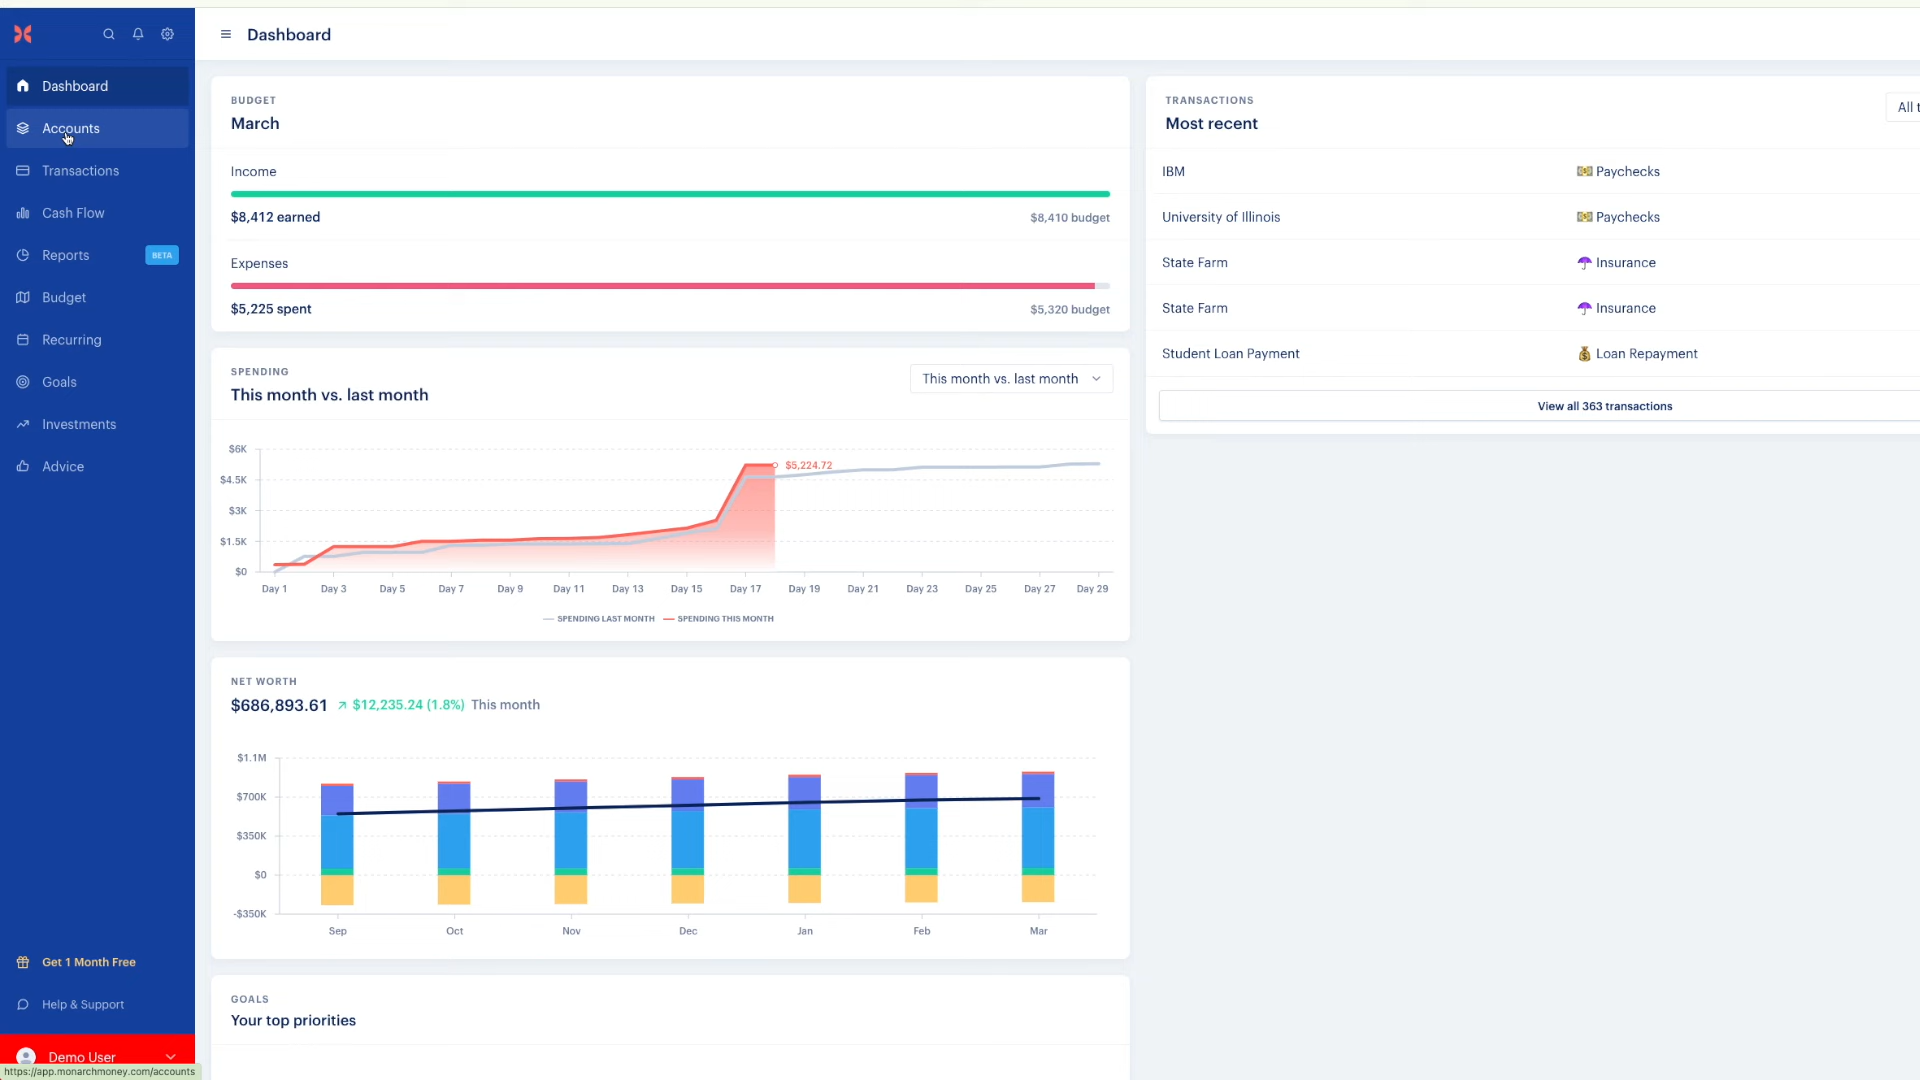 Dashboard
Dashboard
Accounts
Transactions
Cash Flow
Reports BETA
Budget
Recurring
Goals
Investments
Advice
Get 1 Month Free
Help & Support
Demo User
https://app.monarchmoney.com/accounts
BUDGET
March
Income
$8,412 earned $8,410 budget
Expenses
$5,225 spent $5,320 budget
SPENDING
This month vs. last month
This month vs. last month
$6K
$4.5K
$3K
$1.5K
$0
$5,224.72
Day 1 Day 3 Day 5 Day 7 Day 9 Day 11 Day 13 Day 15 Day 17 Day 19 Day 21 Day 23 Day 25 Day 27 Day 29
SPENDING LAST MONTH SPENDING THIS MONTH
NET WORTH
$686,893.61 $12,235.24 (1.8%) This month
$1.1M
$700K
$350K
$0
-$350K
Sep Oct Nov Dec Jan Feb Mar
GOALS
Your top priorities
TRANSACTIONS
Most recent
All t
IBM Paychecks
University of Illinois Paychecks
State Farm Insurance
State Farm Insurance
Student Loan Payment Loan Repayment
View all 363 transactions